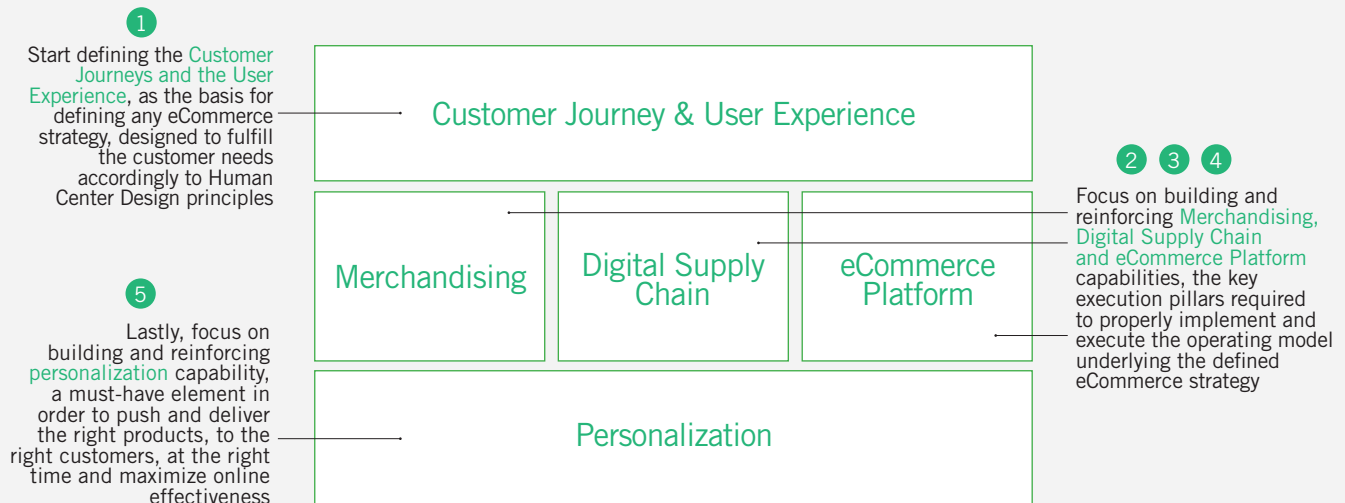 1
Start defining the Customer
Journeys and the User
Experience, as the basis for
defining any eCommerce
strategy, designed to fulfill
the customer needs
accordingly to Human
Center Design principles
Customer Journey & User Experience
2 3 4
Focus on building and
reinforcing Merchandising,
Digital Supply Chain
and eCommerce Platform
capabilities, the key
execution pillars required
to properly implement and
execute the operating model
underlying the defined
eCommerce strategy
Merchandising
Digital Supply
Chain
eCommerce
Platform
5
Lastly, focus on
building and reinforcing
personalization capability,
a must-have element in
order to push and deliver
the right products, to the
right customers, at the right
time and maximize online
effectiveness
Personalization